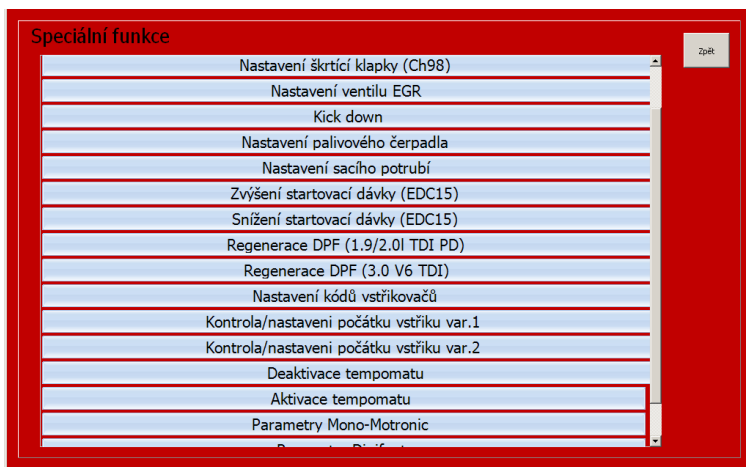 Speciální funkce
Zpět
Nastavení škrtící klapky (Ch98)
Nastavení ventilu EGR
Kick down
Nastavení palivového čerpadla
Nastavení sacího potrubí
Zvýšení startovací dávky (EDC15)
Snížení startovací dávky (EDC15)
Regenerace DPF (1.9/2.0l TDI PD)
Regenerace DPF (3.0 V6 TDI)
Nastavení kódů vstřikovačů
Kontrola/nastaveni počátku vstřiku var.1
Kontrola/nastaveni počátku vstřiku var.2
Deaktivace tempomatu
Aktivace tempomatu
Parametry Mono-Motronic